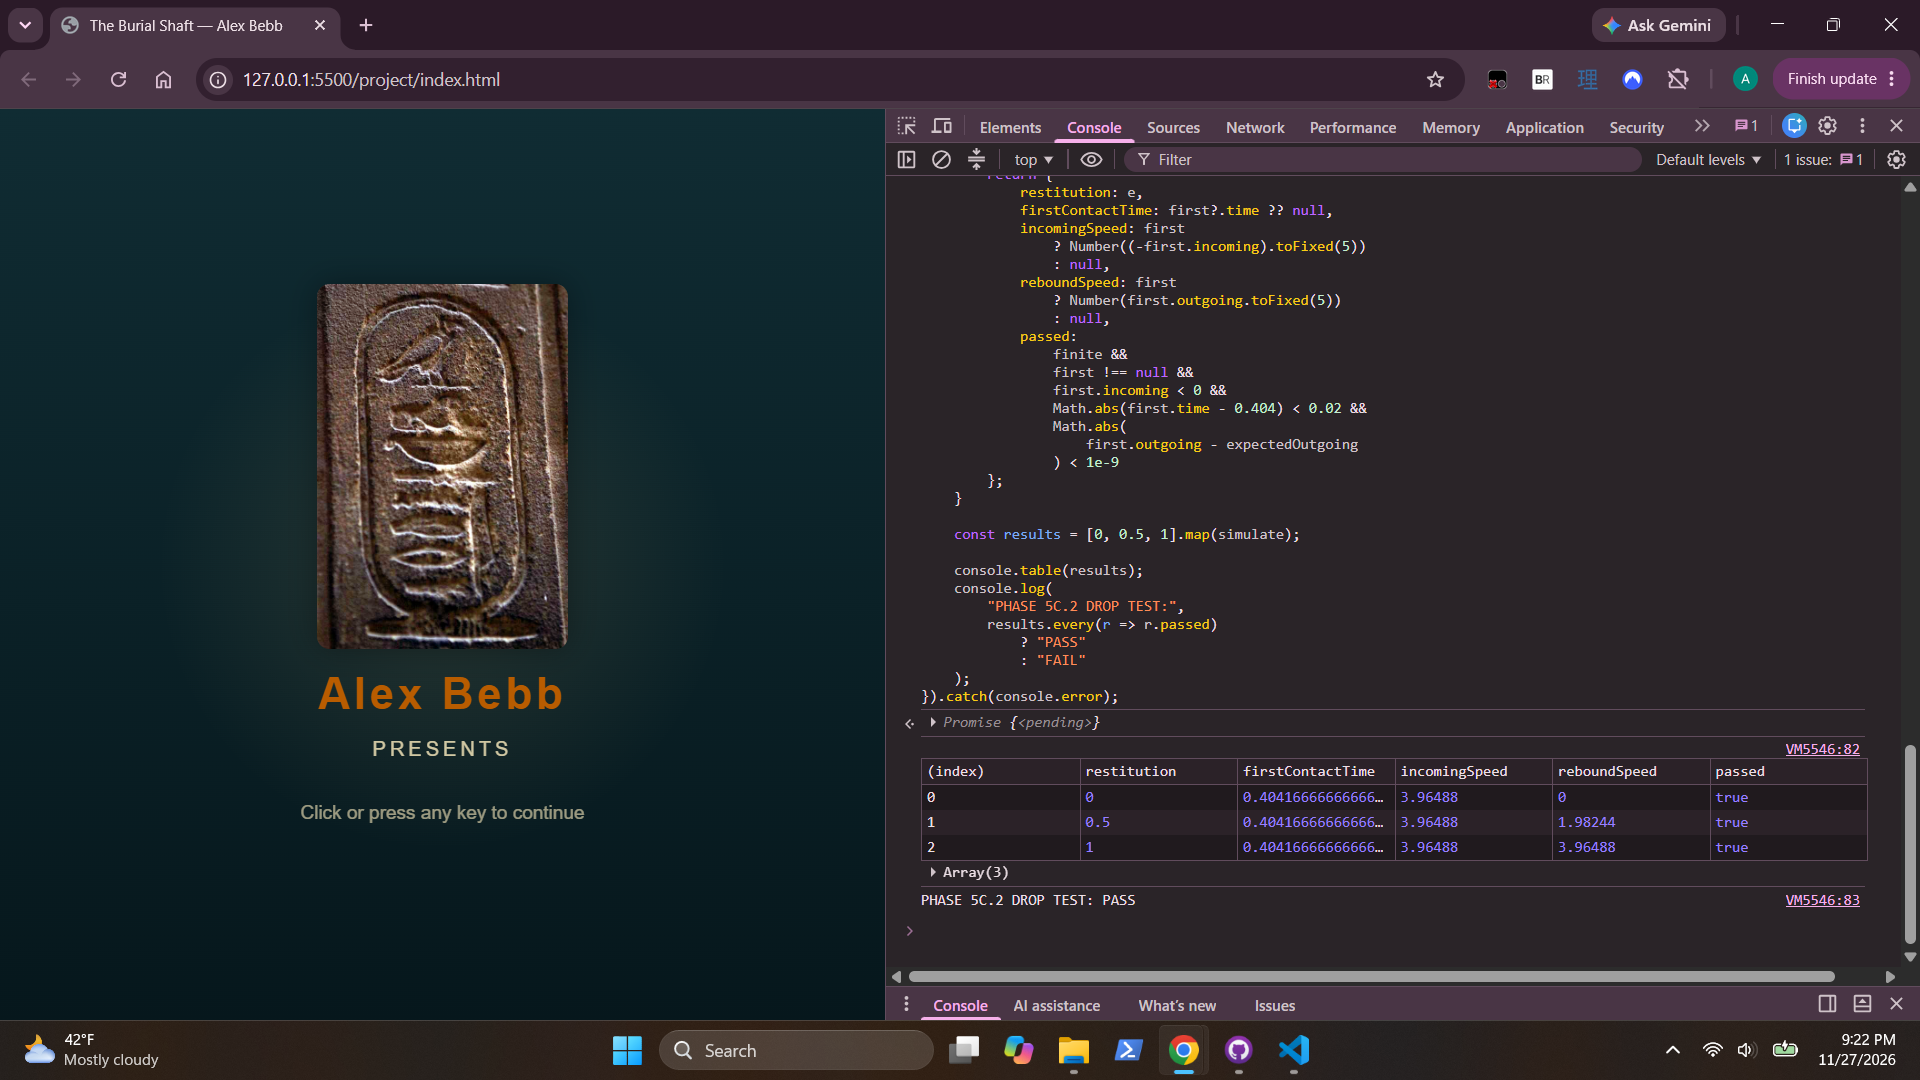 The Burial Shaft — Alex Bebb
Ask Gemini
127.0.0.1:5500/project/index.html
BR
理
A
Finish update
Elements
Console
Sources
Network
Performance
Memory
Application
Security
1
top
Filter
Default levels
1 issue:
1
return {
restitution: e,
firstContactTime: first?.time ?? null,
incomingSpeed: first
? Number((-first.incoming).toFixed(5))
: null,
reboundSpeed: first
? Number(first.outgoing.toFixed(5))
: null,
passed:
finite &&
first !== null &&
first.incoming < 0 &&
Math.abs(first.time - 0.404) < 0.02 &&
Math.abs(
first.outgoing - expectedOutgoing
) < 1e-9
};
}
const results = [0, 0.5, 1].map(simulate);
console.table(results);
console.log(
"PHASE 5C.2 DROP TEST:",
results.every(r => r.passed)
? "PASS"
: "FAIL"
);
}).catch(console.error);
Promise {<pending>}
VM5546:82
(index) restitution firstContactTime incomingSpeed reboundSpeed passed
0 0 0.40416666666666… 3.96488 0 true
1 0.5 0.40416666666666… 3.96488 1.98244 true
2 1 0.40416666666666… 3.96488 3.96488 true
Array(3)
PHASE 5C.2 DROP TEST: PASS
VM5546:83
Console
AI assistance
What's new
Issues
Alex Bebb
PRESENTS
Click or press any key to continue
42°F
Mostly cloudy
Search
9:22 PM
11/27/2026